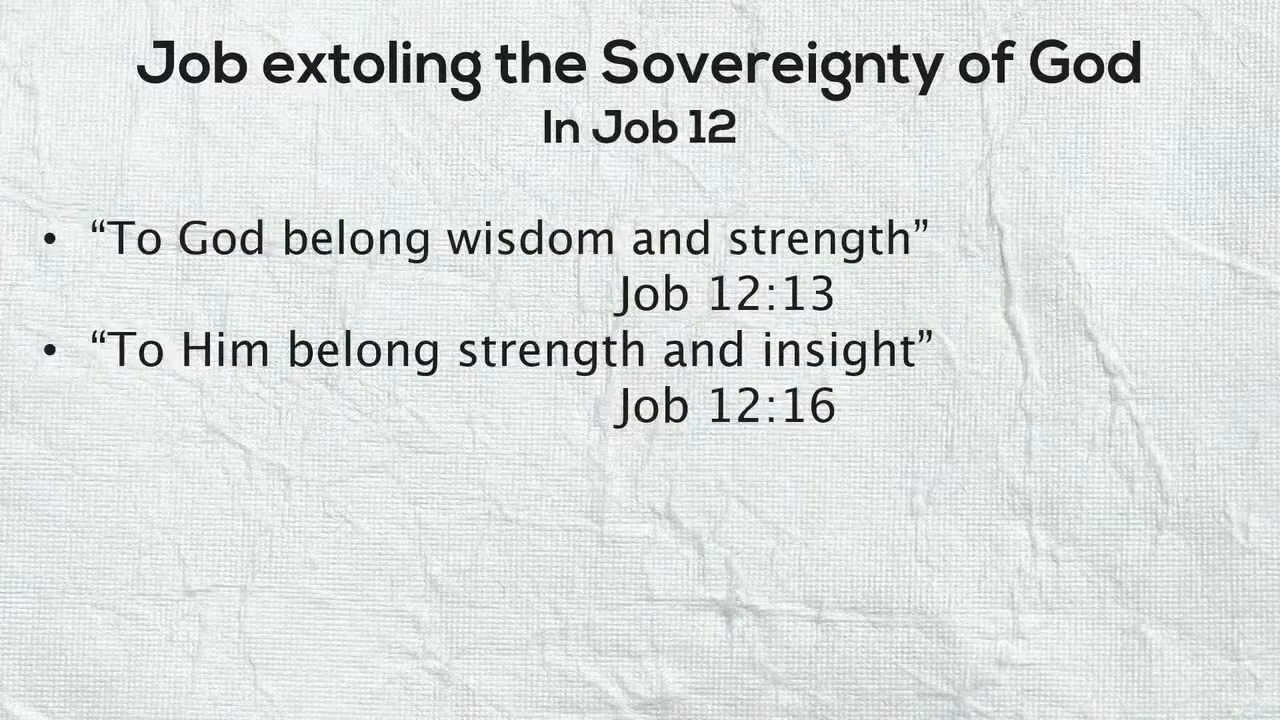 Job extoling the Sovereignty of God
In Job 12
• “To God belong wisdom and strength”
Job 12:13
• “To Him belong strength and insight”
Job 12:16